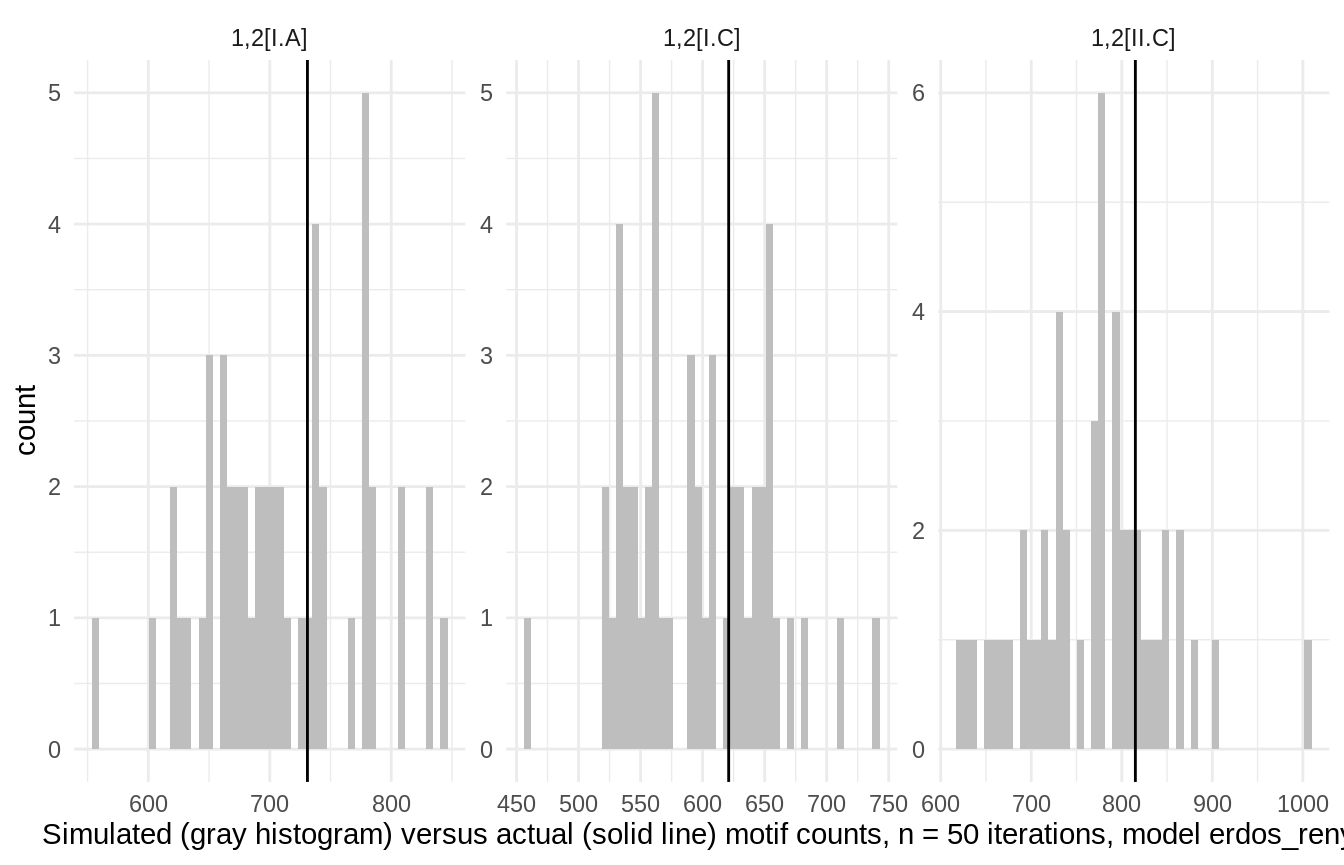 1,2[I.A] 1,2[I.C] 1,2[II.C]
5 5 6
4 4
4
3 3
count
2 2 2
1 1
0 0 0
600 700 800 450 500 550 600 650 700 750 600 700 800 900 1000
Simulated (gray histogram) versus actual (solid line) motif counts, n = 50 iterations, model erdos_reny